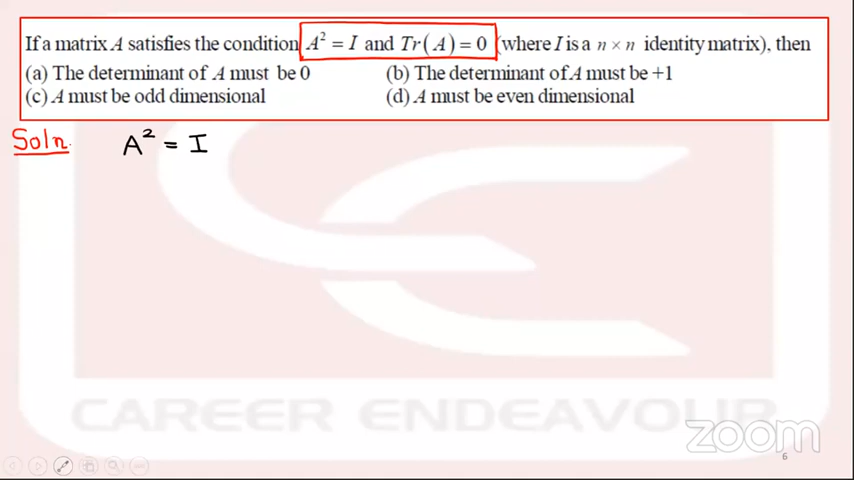 If a matrix A satisfies the condition A² = I and Tr(A) = 0 (where I is a n × n identity matrix), then
(a) The determinant of A must be 0 (b) The determinant of A must be +1
(c) A must be odd dimensional (d) A must be even dimensional
Soln. A² = I
CAREER ENDEAVOUR
zoom
6